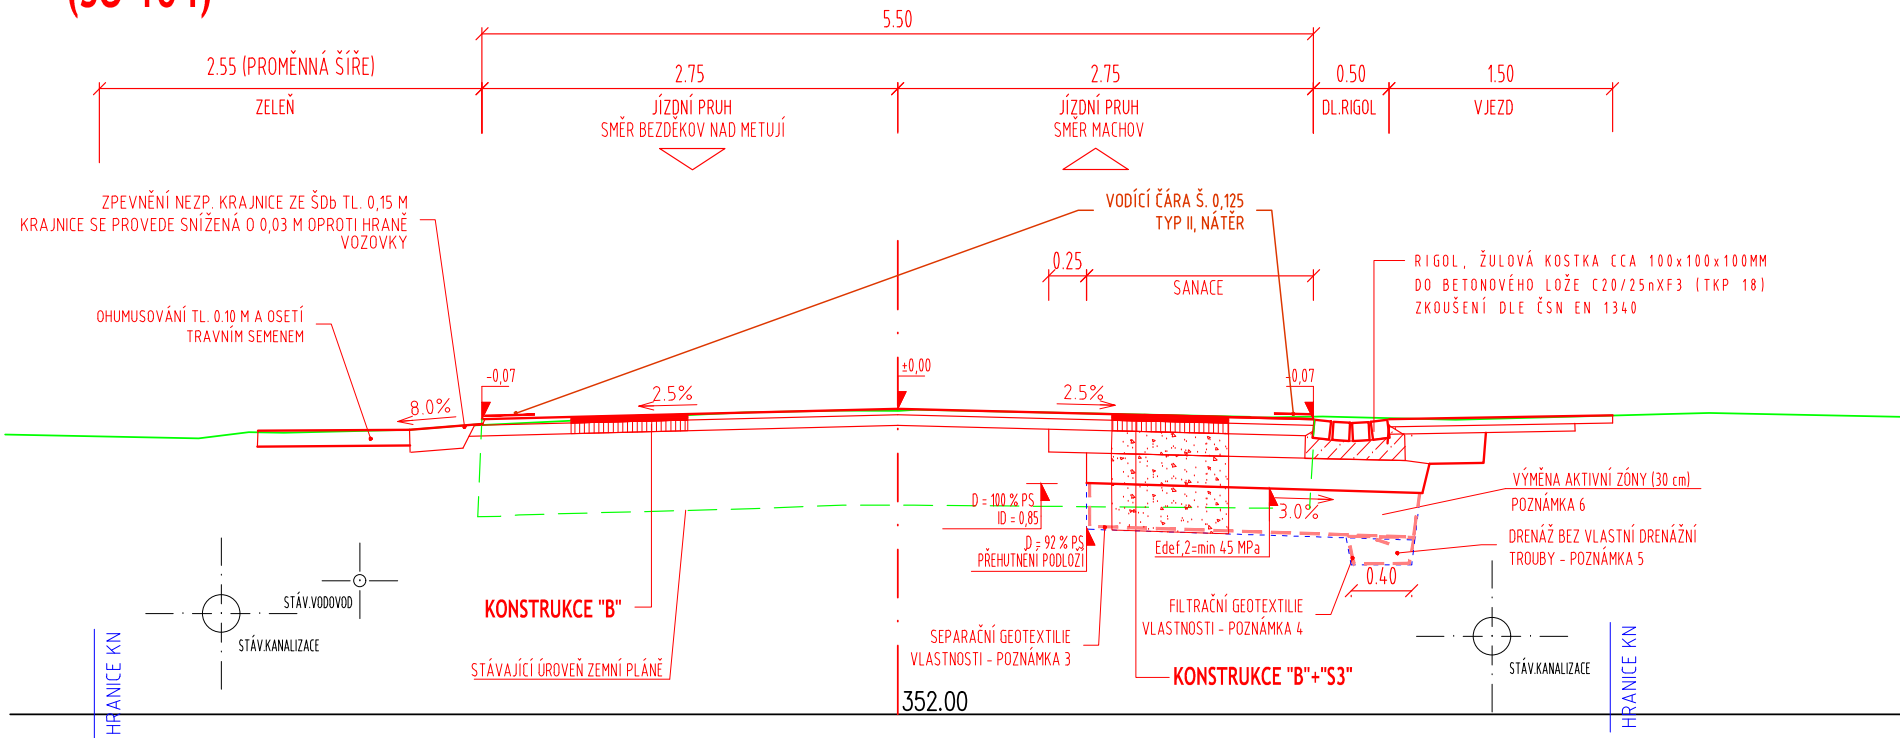 5.50
2.55 (PROMĚNNÁ ŠÍŘE)
2.75
2.75
0.50
1.50
ZELEŇ
JÍZDNÍ PRUH
SMĚR BEZDĚKOV NAD METUJÍ
JÍZDNÍ PRUH
SMĚR MACHOV
DL.RIGOL
VJEZD
ZPEVNĚNÍ NEZP. KRAJNICE ZE ŠDb TL. 0,15 M
KRAJNICE SE PROVEDE SNÍŽENÁ O 0,03 M OPROTI HRANĚ
VOZOVKY
VODÍCÍ ČÁRA Š. 0,125
TYP II, NÁTĚR
0.25
SANACE
RIGOL, ŽULOVÁ KOSTKA CCA 100x100x100MM
DO BETONOVÉHO LOŽE C20/25nXF3 (TKP 18)
ZKOUŠENÍ DLE ČSN EN 1340
OHUMUSOVÁNÍ TL. 0.10 M A OSETÍ
TRAVNÍM SEMENEM
-0,07
±0,00
-0,07
8.0%
2.5%
2.5%
D = 100 % PS
ID = 0,85
D = 92 % PS
PŘEHUTNĚNÍ PODLOŽÍ
Edef,2=min 45 MPa
3.0%
VÝMĚNA AKTIVNÍ ZÓNY (30 cm)
POZNÁMKA 6
DRENÁŽ BEZ VLASTNÍ DRENÁŽNÍ
TROUBY - POZNÁMKA 5
0.40
STÁV.VODOVOD
STÁV.KANALIZACE
KONSTRUKCE "B"
FILTRAČNÍ GEOTEXTILIE
VLASTNOSTI - POZNÁMKA 4
SEPARAČNÍ GEOTEXTILIE
VLASTNOSTI - POZNÁMKA 3
STÁVAJÍCÍ ÚROVEŇ ZEMNÍ PLÁNĚ
KONSTRUKCE "B"+"S3"
STÁV.KANALIZACE
HRANICE KN
HRANICE KN
352.00